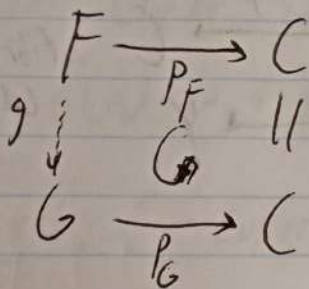 F → C
P_F
g ||
G → C
P_G